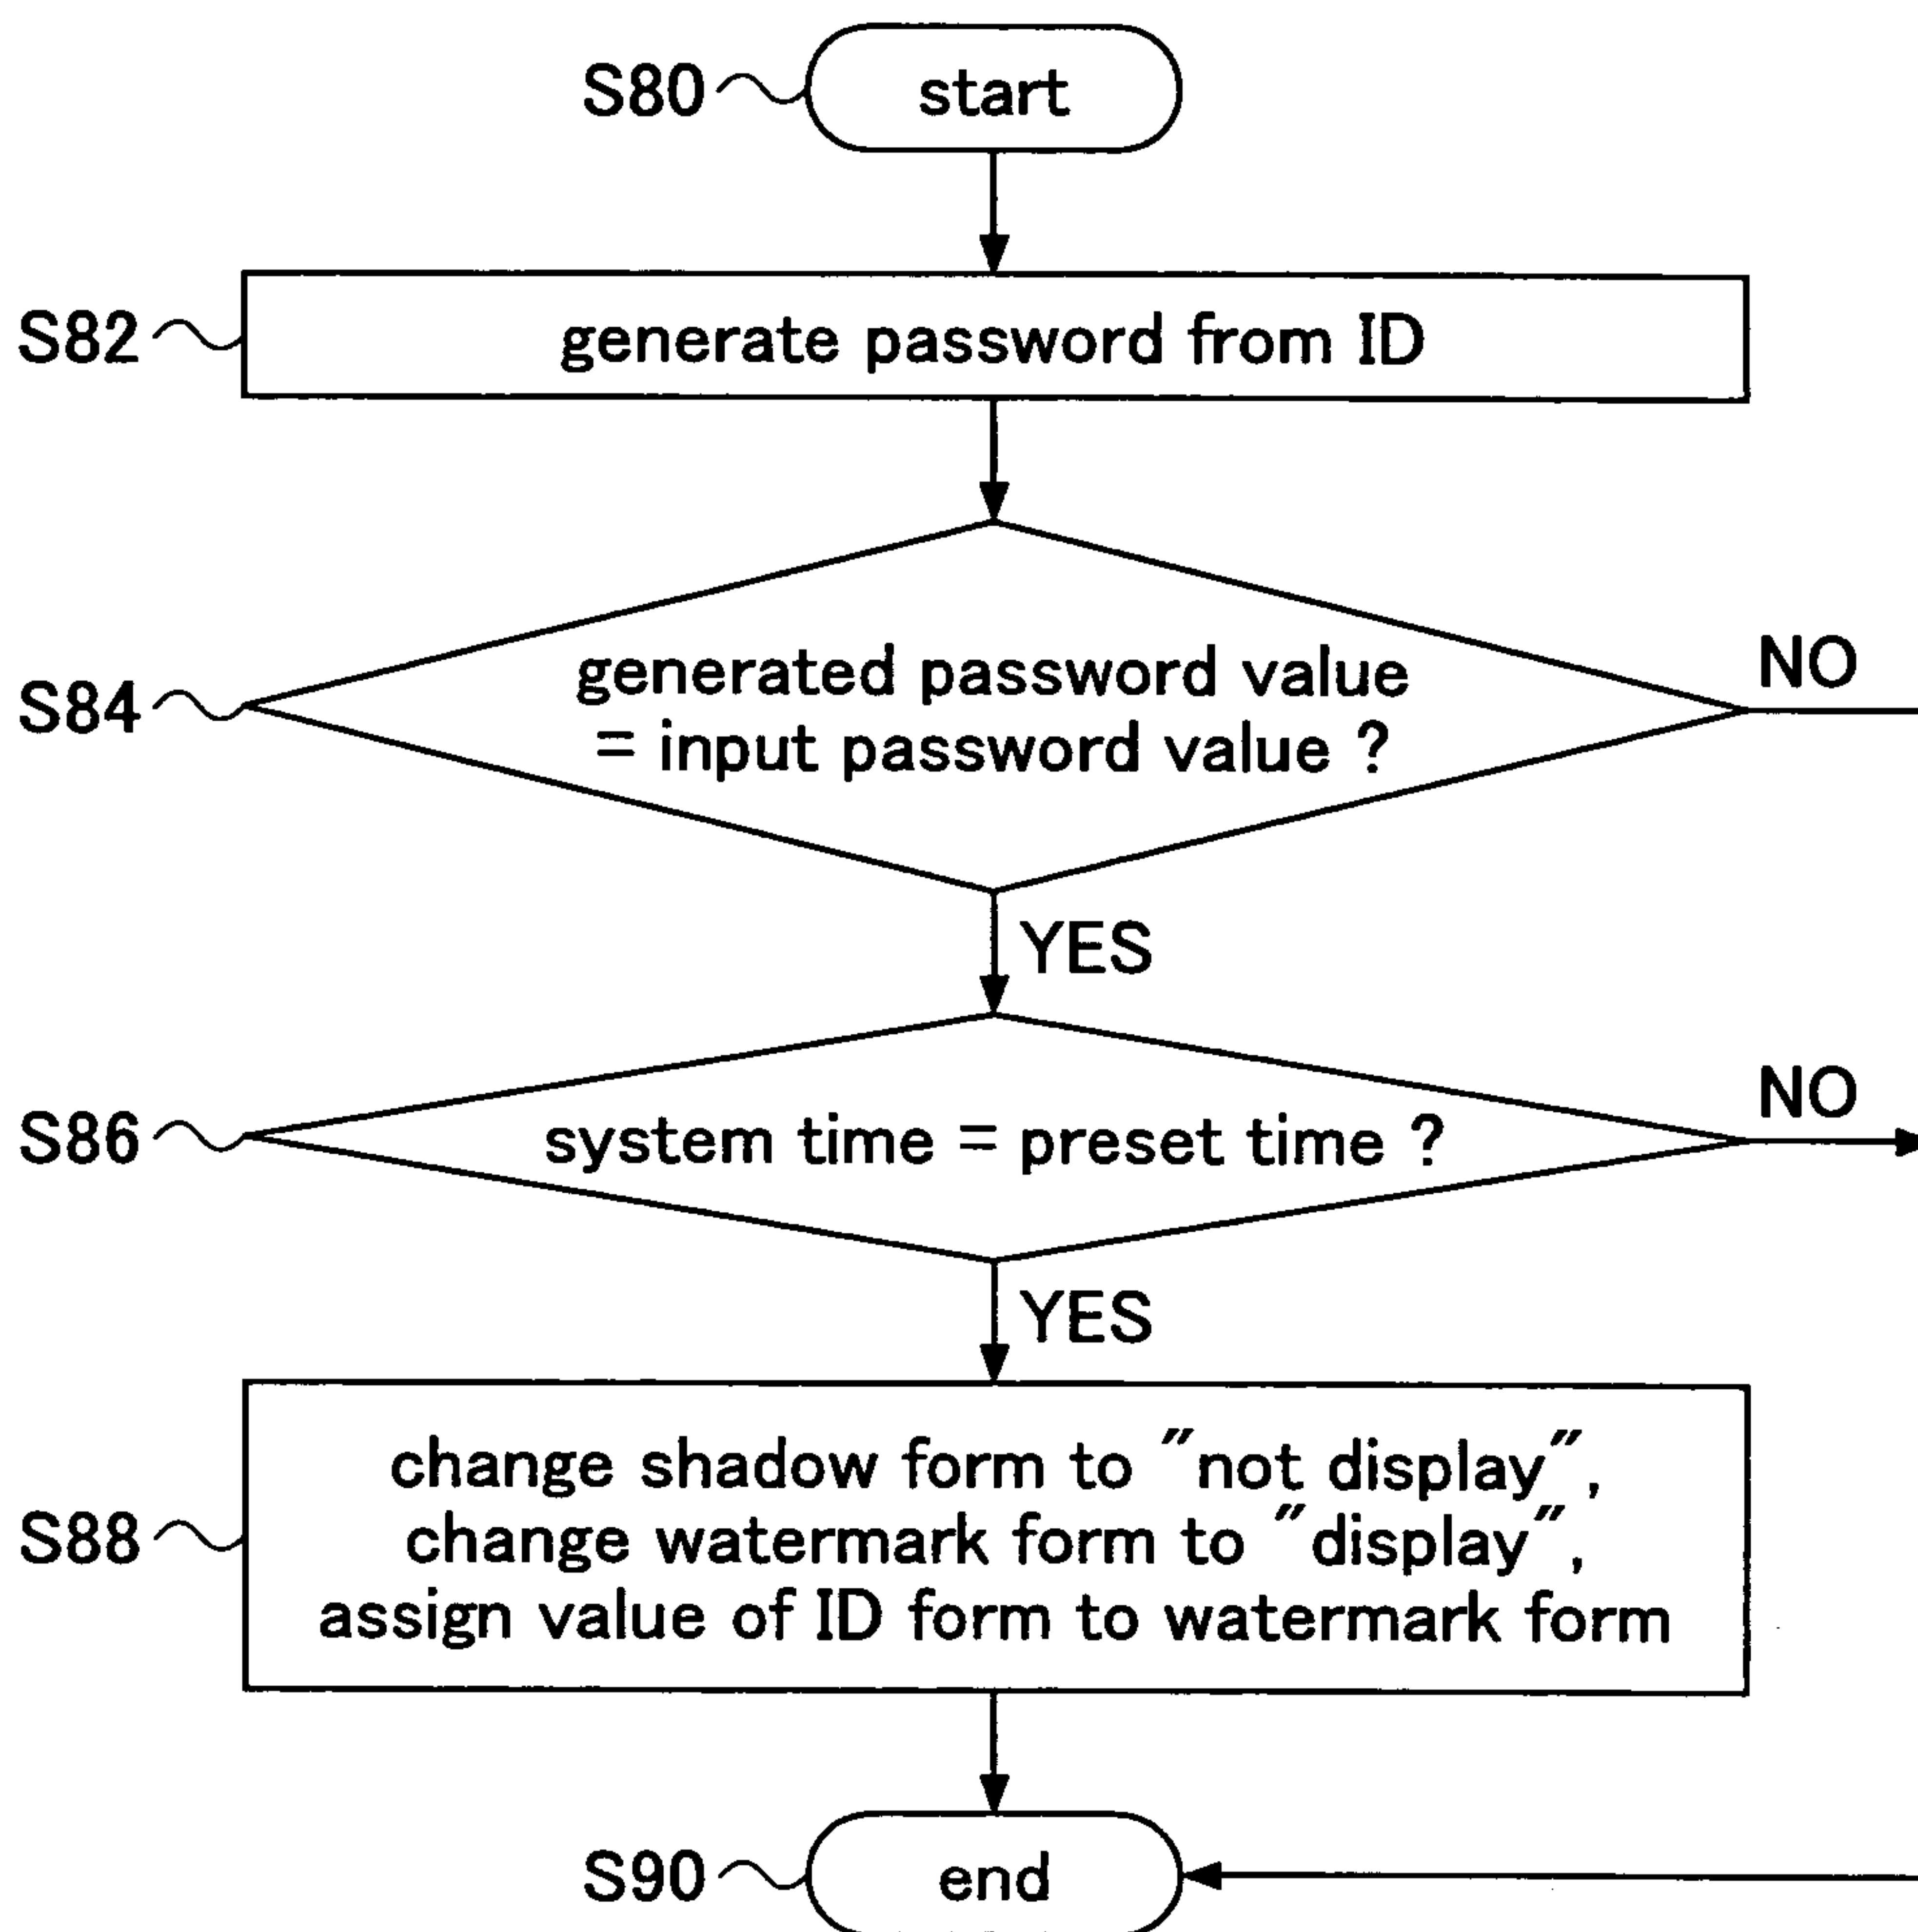 S80
start
S82
generate password from ID
S84
generated password value
= input password value ?
NO
YES
S86
system time = preset time ?
NO
YES
S88
change shadow form to "not display",
change watermark form to "display",
assign value of ID form to watermark form
S90
end